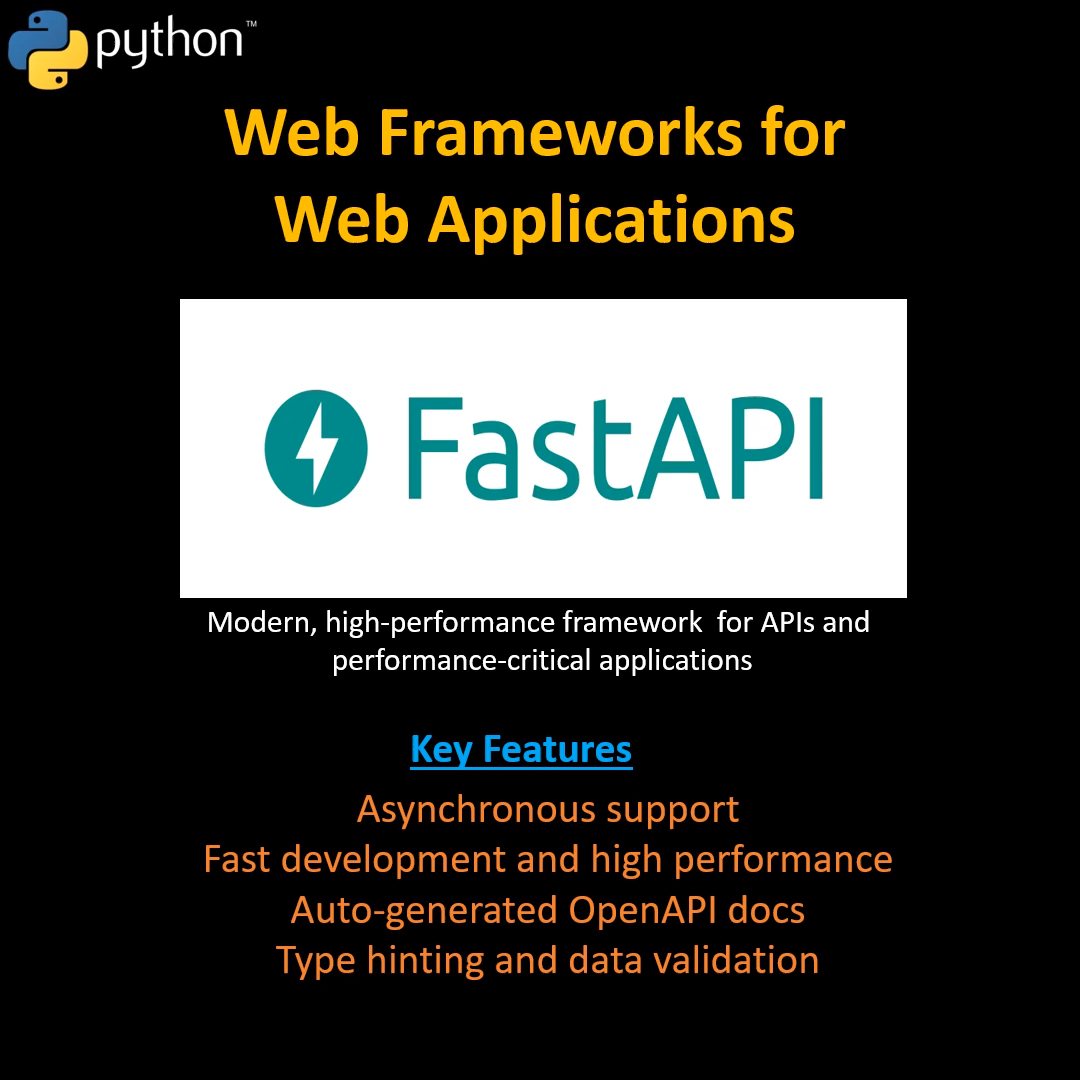 python™
Web Frameworks for
Web Applications
FastAPI
Modern, high-performance framework  for APIs and
performance-critical applications
Key Features
Asynchronous support
Fast development and high performance
Auto-generated OpenAPI docs
Type hinting and data validation